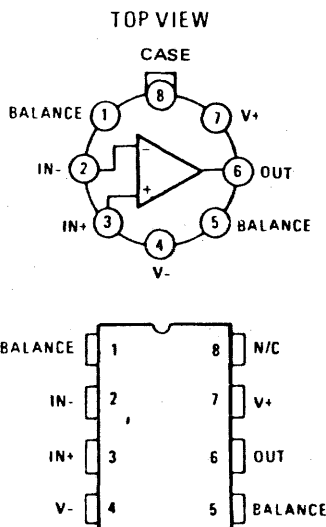 TOP VIEW
CASE
8
BALANCE 1 7 V+
IN- 2 - 6 OUT
IN+ 3 + 5 BALANCE
4
V-
BALANCE 1 8 N/C
IN- 2 7 V+
IN+ 3 6 OUT
V- 4 5 BALANCE